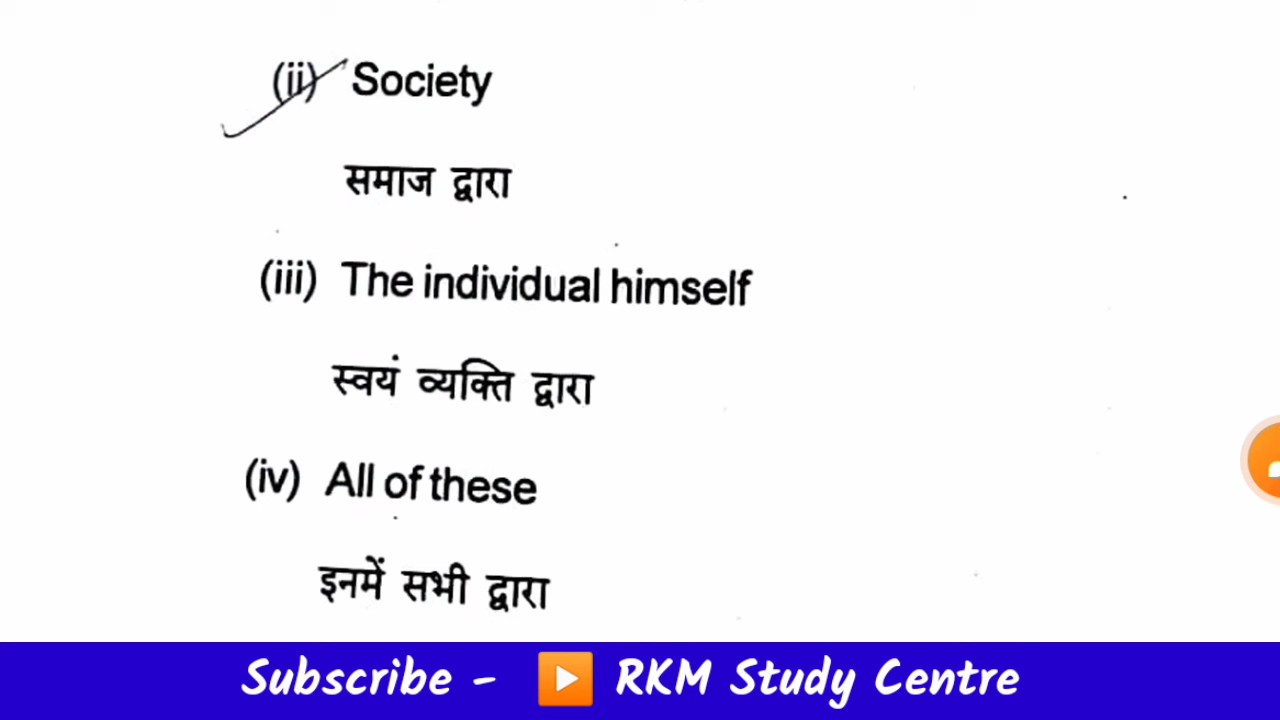 (ii) Society
समाज द्वारा
(iii) The individual himself
स्वयं व्यक्ति द्वारा
(iv) All of these
इनमें सभी द्वारा
Subscribe - RKM Study Centre